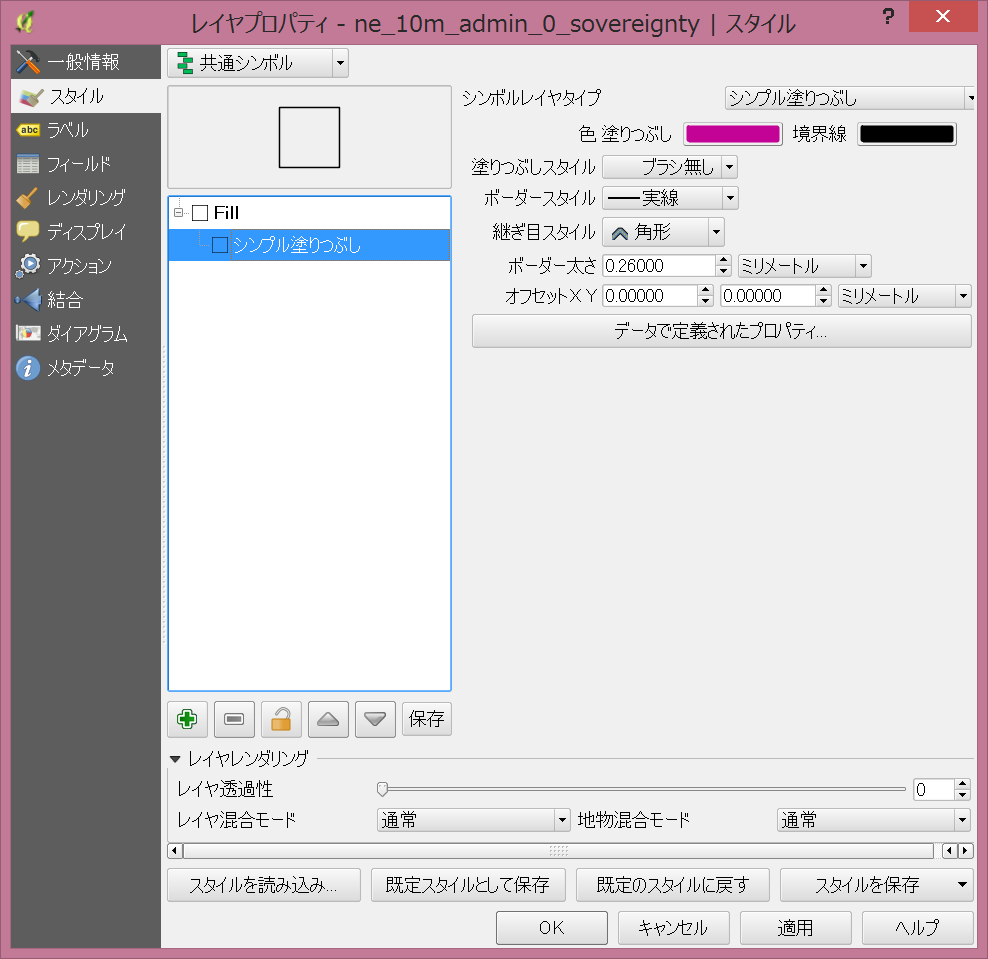 レイヤプロパティ - ne_10m_admin_0_sovereignty | スタイル
?
一般情報
スタイル
abc ラベル
フィールド
レンダリング
ディスプレイ
アクション
結合
ダイアグラム
メタデータ
共通シンボル
Fill
シンプル塗りつぶし
シンボルレイヤタイプ シンプル塗りつぶし
色 塗りつぶし 境界線
塗りつぶしスタイル ブラシ無し
ボーダースタイル 実線
継ぎ目スタイル 角形
ボーダー太さ 0.26000 ミリメートル
オフセットX Y 0.00000 0.00000 ミリメートル
データで定義されたプロパティ...
保存
レイヤレンダリング
レイヤ透過性 0
レイヤ混合モード 通常 地物混合モード 通常
スタイルを読み込み... 既定スタイルとして保存 既定のスタイルに戻す スタイルを保存
OK キャンセル 適用 ヘルプ